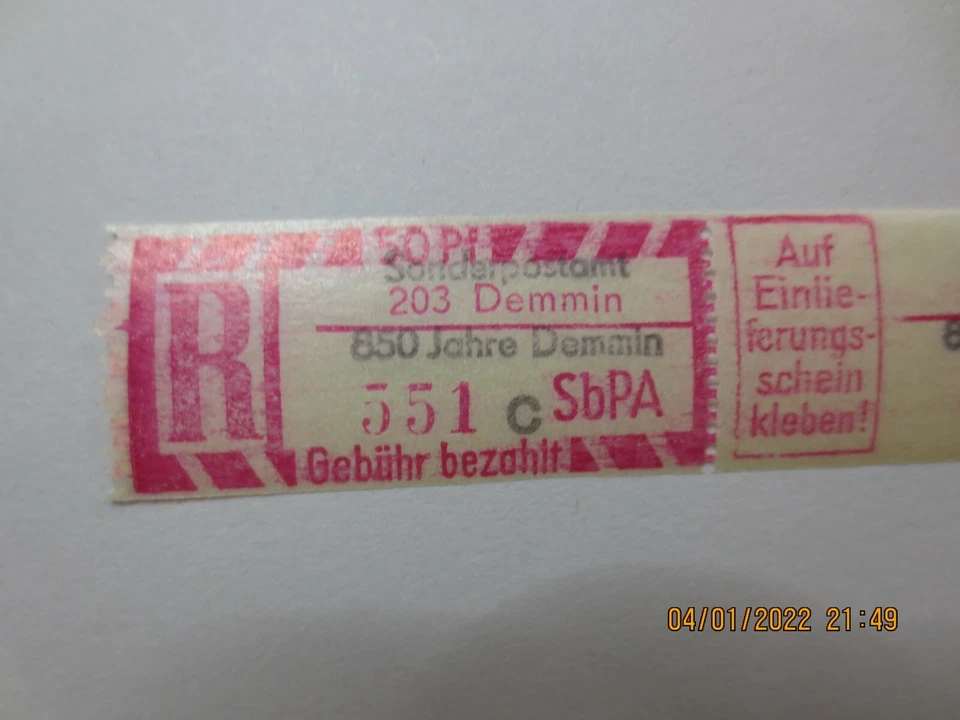 50 Pf
Sonderpostamt
203 Demmin
850 Jahre Demmin
R
551 C SbPA
Gebühr bezahlt
Auf
Einlie-
ferungs-
schein
kleben!
8
04/01/2022 21:49